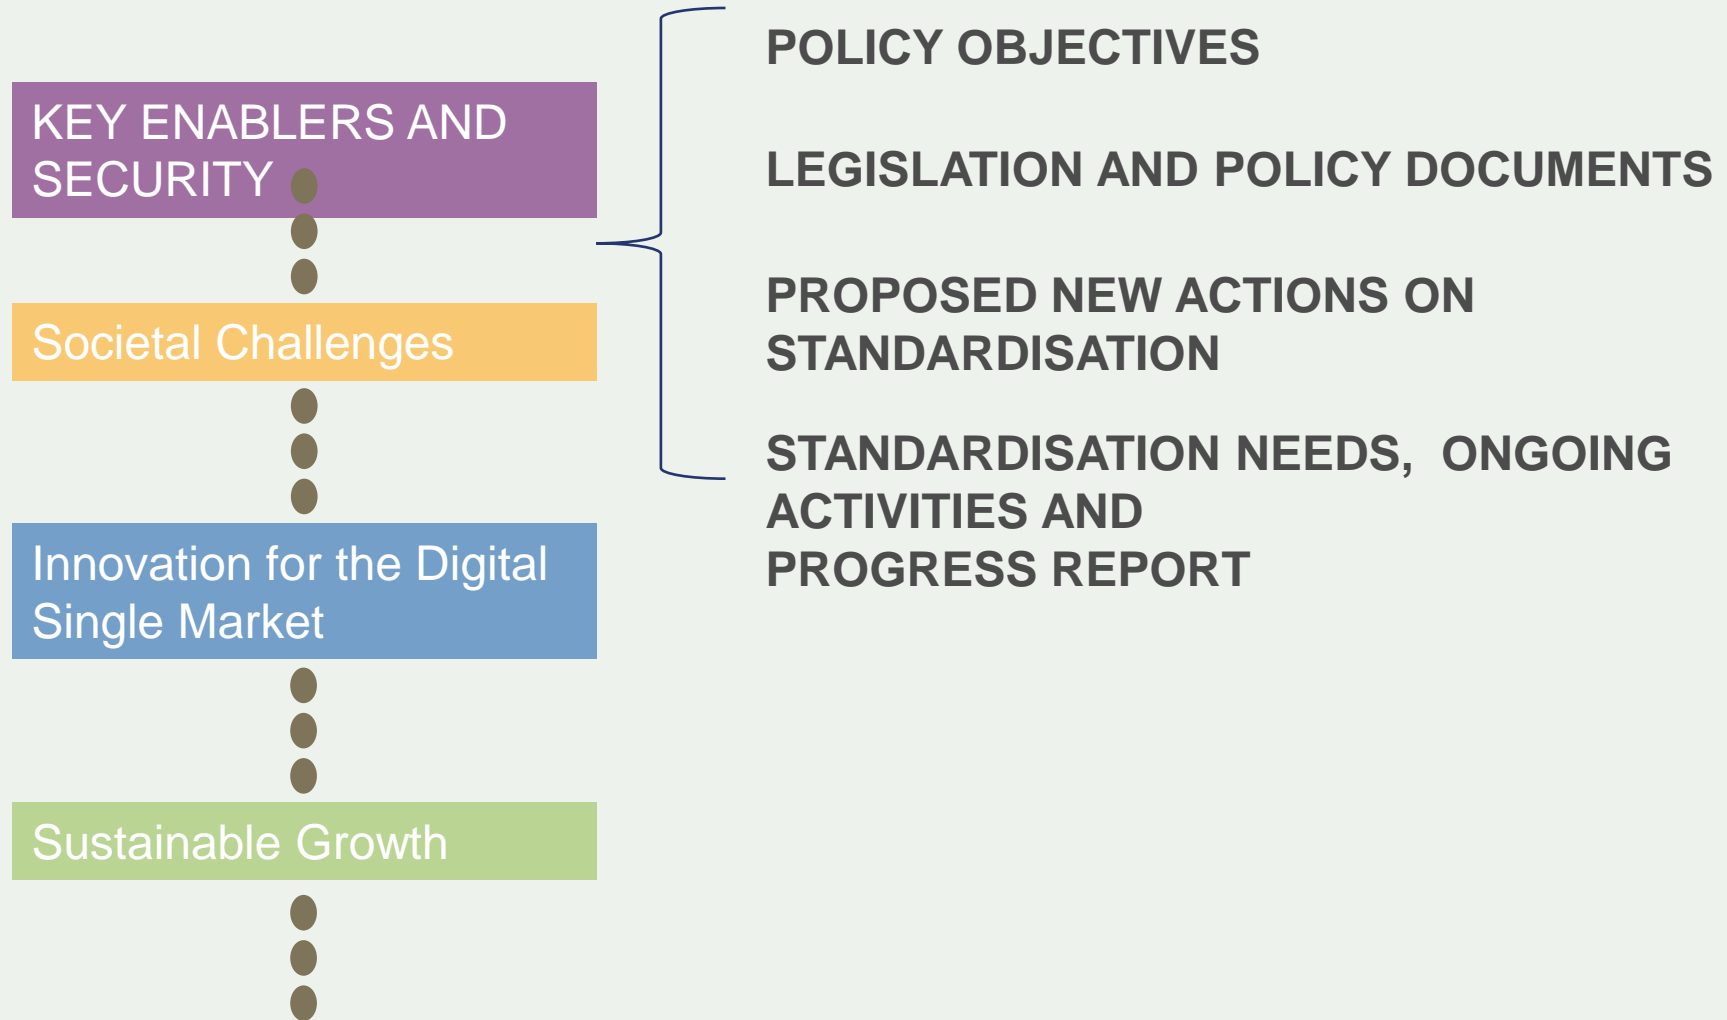 KEY ENABLERS AND
SECURITY
Societal Challenges
Innovation for the Digital
Single Market
Sustainable Growth
POLICY OBJECTIVES
LEGISLATION AND POLICY DOCUMENTS
PROPOSED NEW ACTIONS ON
STANDARDISATION
STANDARDISATION NEEDS,  ONGOING
ACTIVITIES AND
PROGRESS REPORT